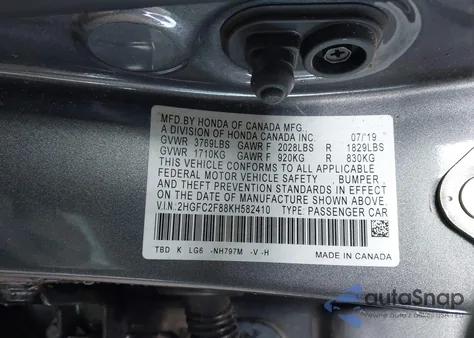 MFD BY HONDA OF CANADA MFG.,
A DIVISION OF HONDA CANADA INC. 07/19
GVWR 3769LBS GAWR F 2028LBS R 1829LBS
GVWR 1710KG GAWR F 920KG R 830KG
THIS VEHICLE CONFORMS TO ALL APPLICABLE
FEDERAL MOTOR VEHICLE SAFETY , BUMPER ,
AND THEFT PREVENTION STANDARDS IN EFFECT
ON THE DATE OF MANUFACTURE SHOWN ABOVE.
V.I.N. 2HGFC2F88KH582410 TYPE: PASSENGER CAR
TBD K LG6 -NH797M -V -H
MADE IN CANADA
autoSnap